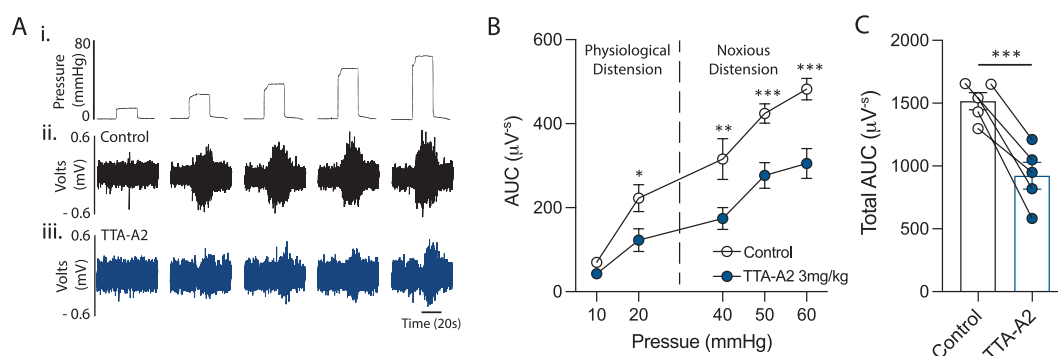 A
i.
80
0
Pressure
(mmHg)
ii.
Control
0.6
- 0.6
Volts
(mV)
iii.
TTA-A2
0.6
- 0.6
Volts
(mV)
Time (20s)
B
600
400
200
0
AUC (µV⁻ˢ)
Physiological
Distension
Noxious
Distension
*
**
***
***
Control
TTA-A2 3mg/kg
10 20 40 50 60
Pressue (mmHg)
C
2000
1500
1000
500
0
Total AUC (µV⁻ˢ)
***
Control
TTA-A2